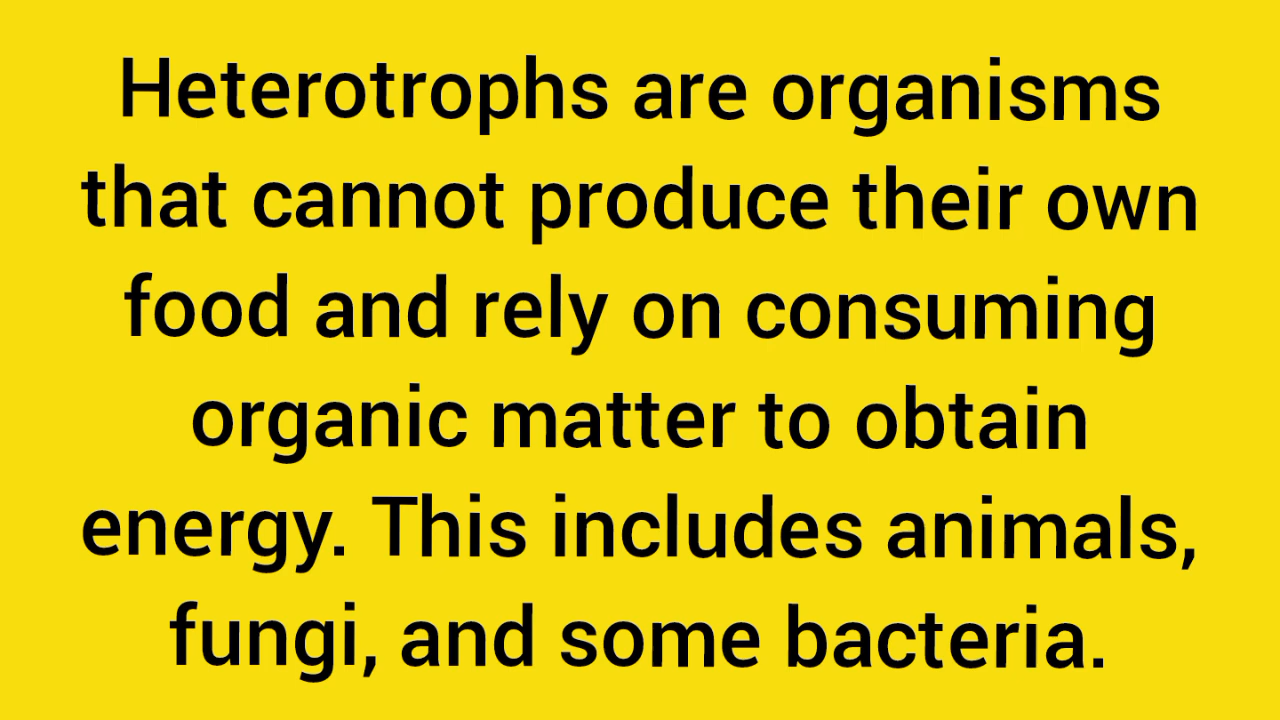 Heterotrophs are organisms
that cannot produce their own
food and rely on consuming
organic matter to obtain
energy. This includes animals,
fungi, and some bacteria.